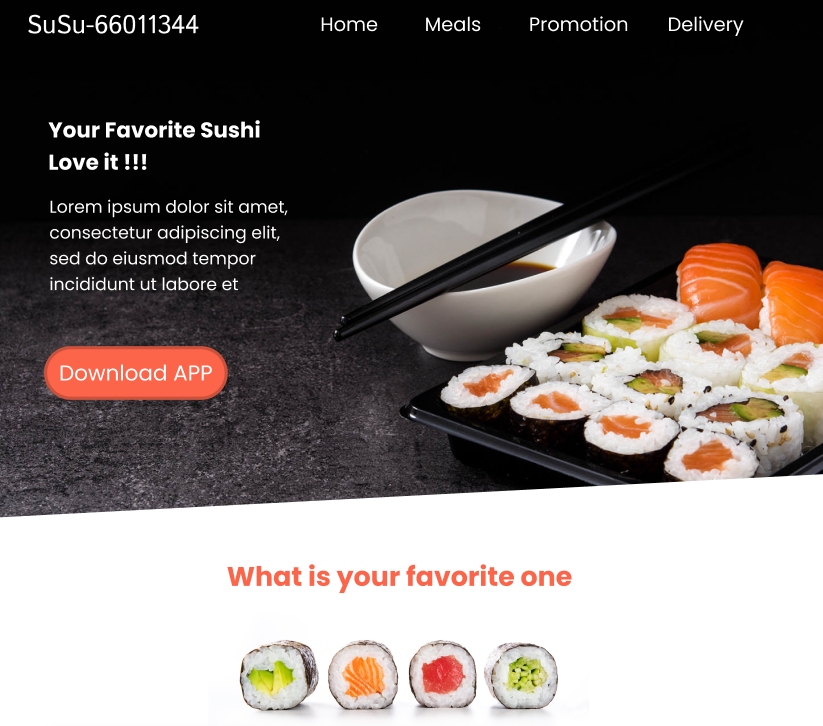 SuSu-66011344
Home Meals Promotion Delivery
Your Favorite Sushi
Love it !!!
Lorem ipsum dolor sit amet,
consectetur adipiscing elit,
sed do eiusmod tempor
incididunt ut labore et
Download APP
What is your favorite one